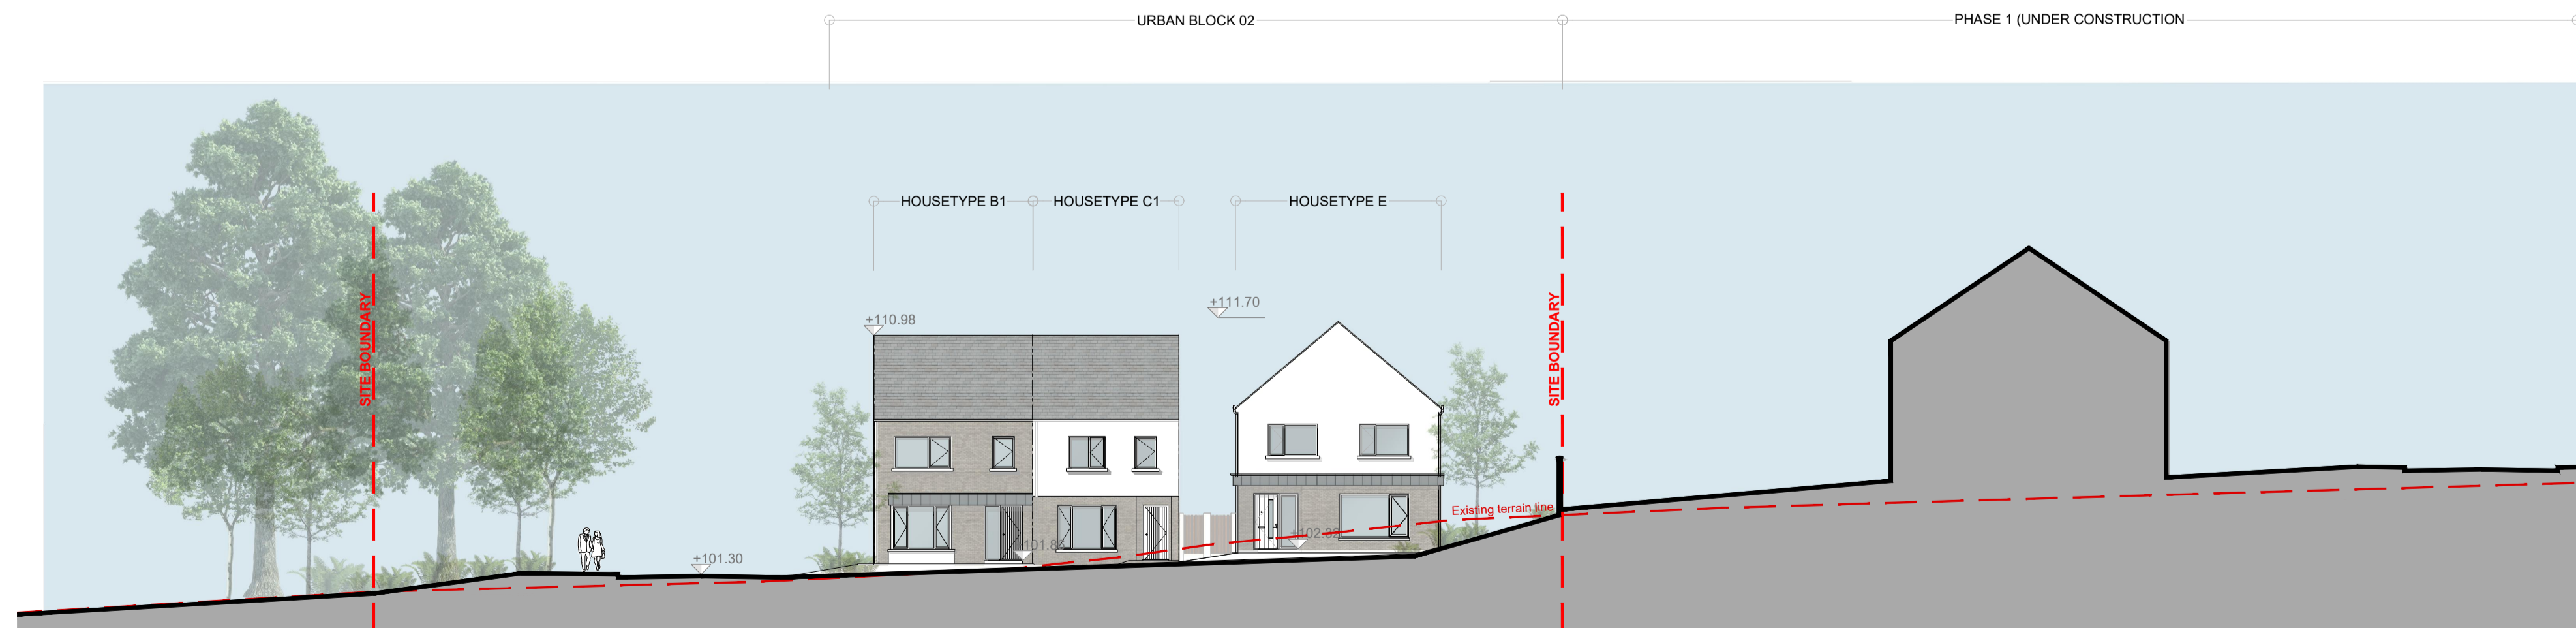 URBAN BLOCK 02
PHASE 1 (UNDER CONSTRUCTION
HOUSETYPE B1
HOUSETYPE C1
HOUSETYPE E
SITE BOUNDARY
SITE BOUNDARY
+111.70
+110.98
Existing terrain line
+101.30